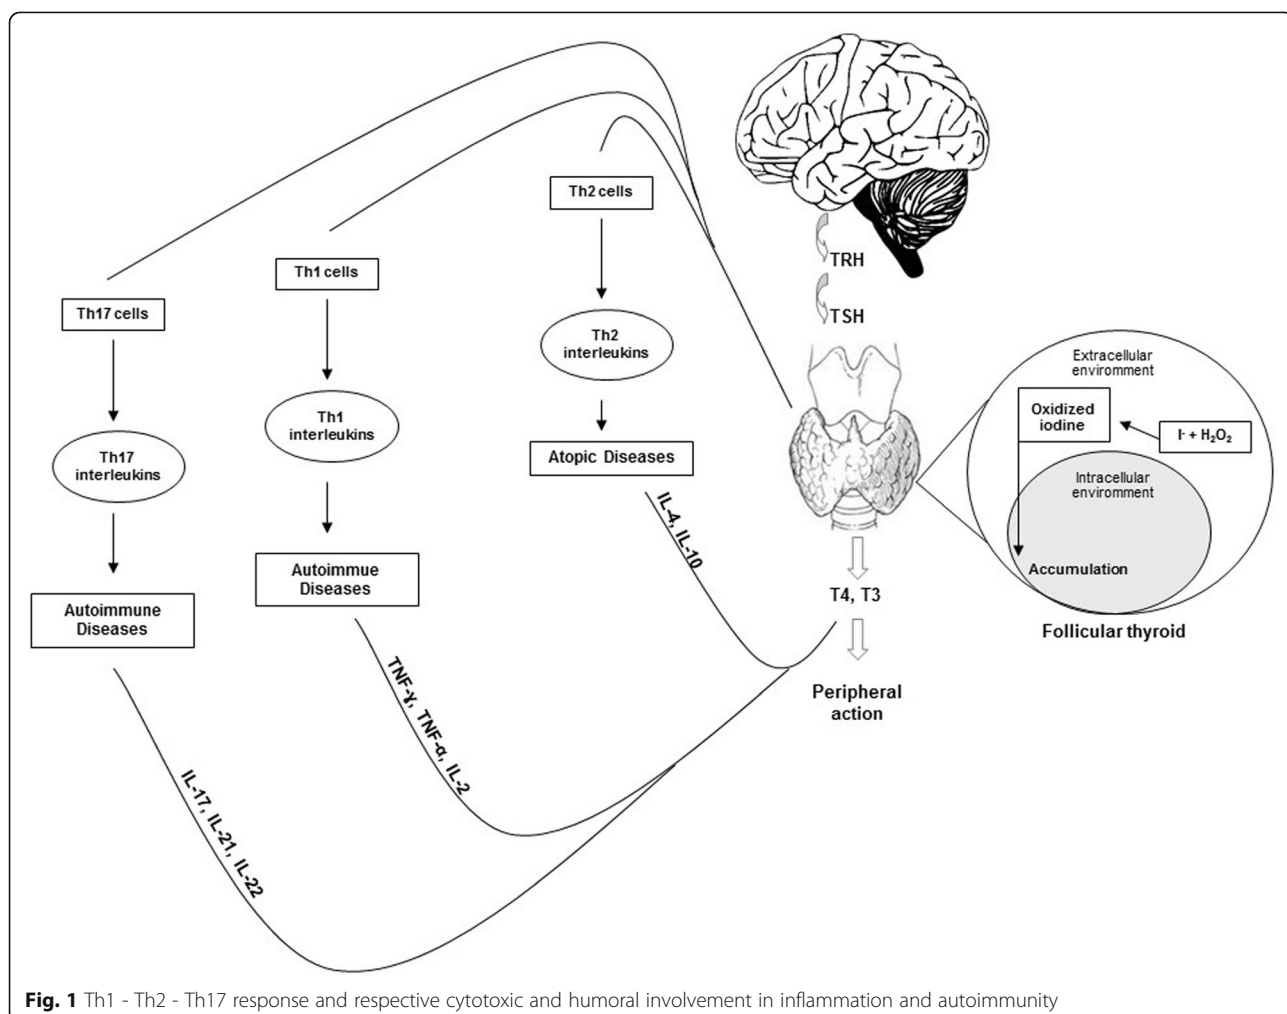 Th2 cells
TRH
Th1 cells
Th17 cells
TSH
Th2
interleukins
Extracellular
enviromment
Oxidized
iodine
I- + H2O2
Th1
interleukins
Th17
interleukins
Atopic Diseases
Intracellular
enviromment
IL-4, IL-10
Autoimmue
Diseases
Accumulation
T4, T3
Autoimmune
Diseases
Follicular thyroid
TNF-ɣ, TNF-α, IL-2
Peripheral
action
IL-17, IL-21, IL-22
Fig. 1 Th1 - Th2 - Th17 response and respective cytotoxic and humoral involvement in inflammation and autoimmunity